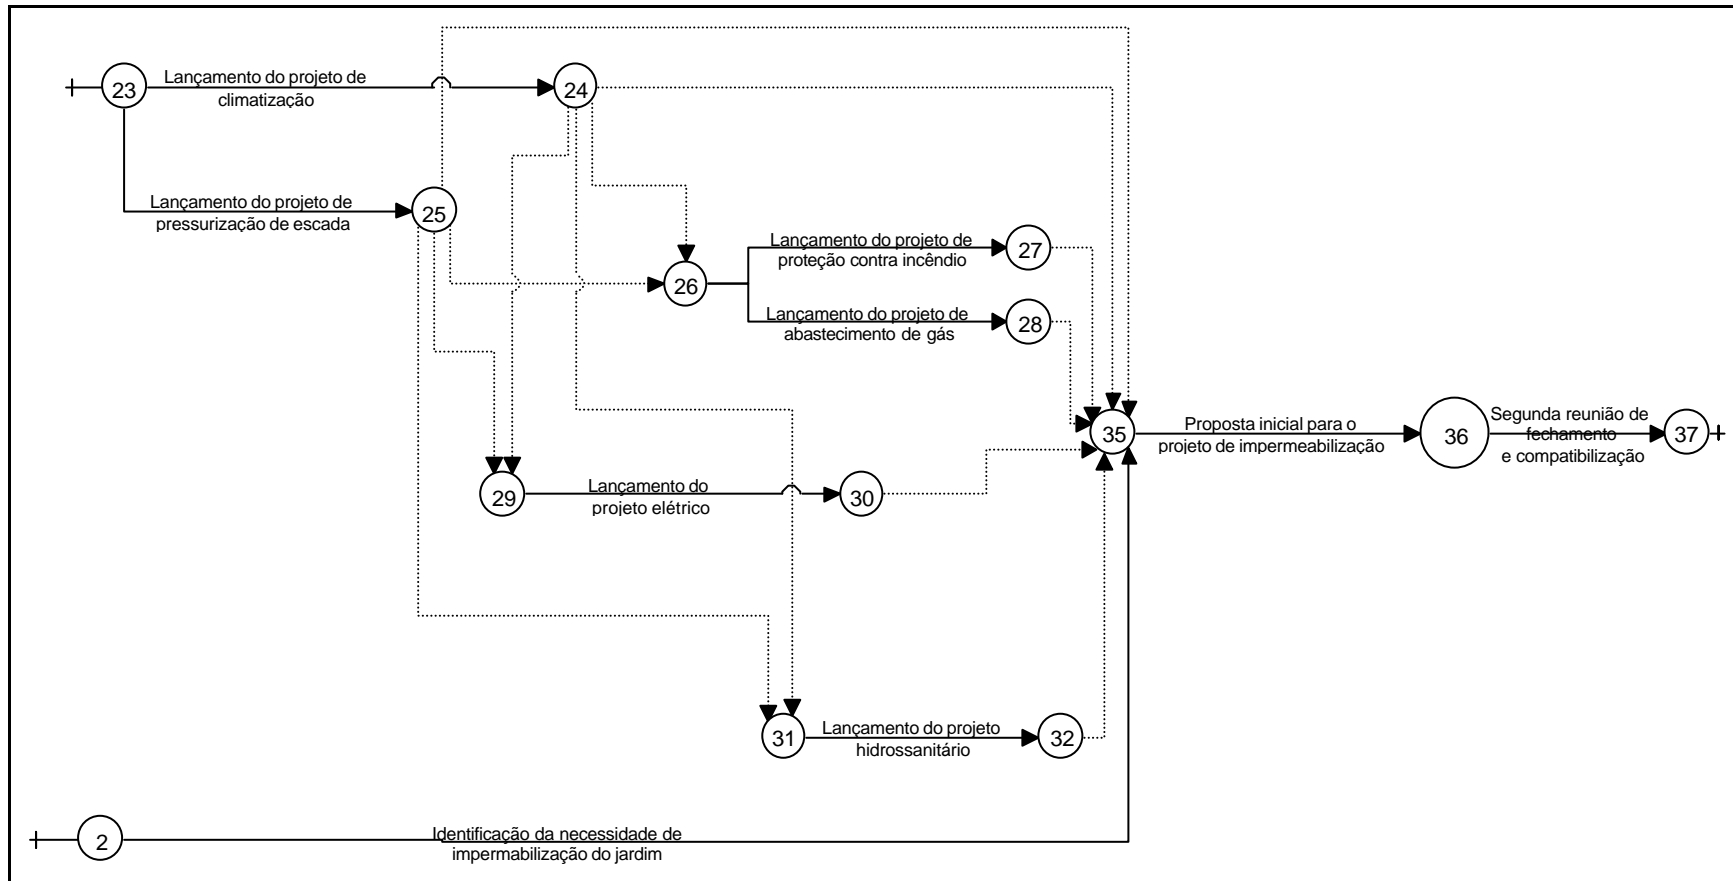 Lançamento do projeto de
climatização
23
24
Lançamento do projeto de
pressurização de escada
25
Lançamento do projeto de
proteção contra incêndio
27
26
Lançamento do projeto de
abastecimento de gás
28
Proposta inicial para o
projeto de impermeabilização
35
36
Segunda reunião de
fechamento
e compatibilização
37
29
Lançamento do
projeto elétrico
30
31
Lançamento do projeto
hidrossanitário
32
2
Identificação da necessidade de
impermabilização do jardim